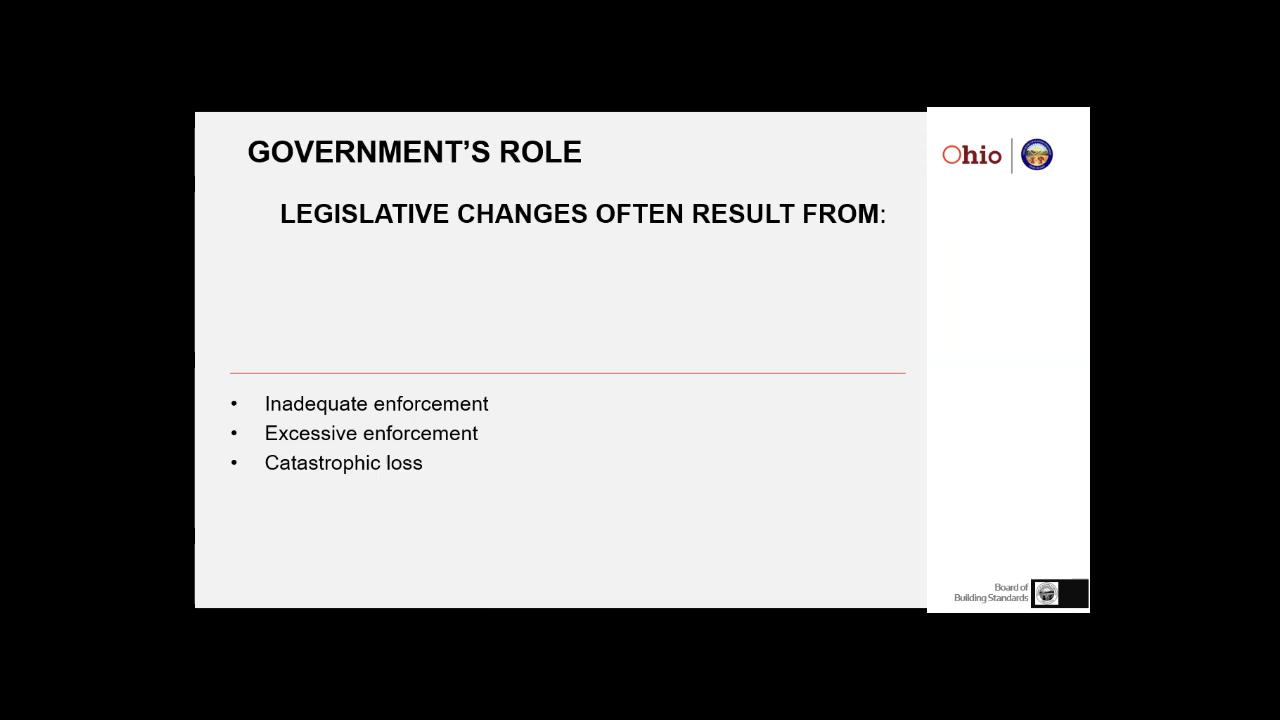 GOVERNMENT'S ROLE
LEGISLATIVE CHANGES OFTEN RESULT FROM:
• Inadequate enforcement
• Excessive enforcement
• Catastrophic loss
Ohio
Board of
Building Standards